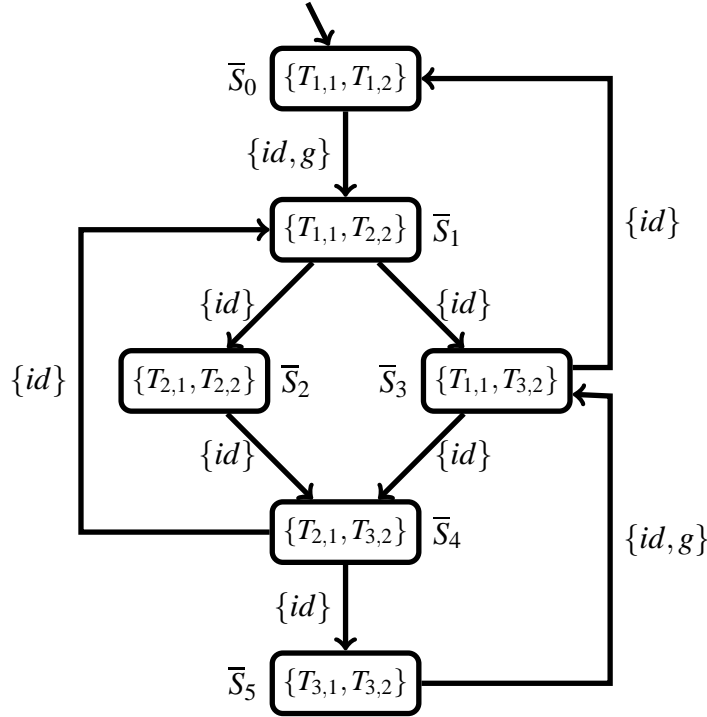 S̅₀ {T₁,₁, T₁,₂}
{id, g}
{T₁,₁, T₂,₂} S̅₁
{id}
{id} {id}
{T₂,₁, T₂,₂} S̅₂ S̅₃ {T₁,₁, T₃,₂}
{id}
{id} {id}
{T₂,₁, T₃,₂} S̅₄
{id, g}
{id}
S̅₅ {T₃,₁, T₃,₂}